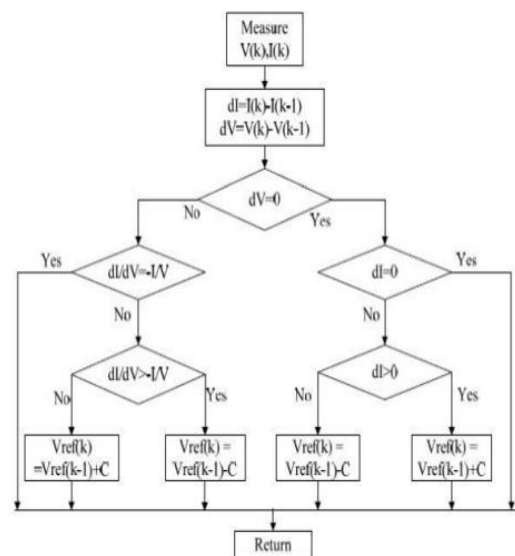 Measure
V(k),I(k)
dI=I(k)-I(k-1)
dV=V(k)-V(k-1)
dV=0
No
Yes
Yes
dI/dV=-I/V
dI=0
Yes
No
No
dI/dV>-I/V
dI>0
No
Yes
No
Yes
Vref(k)
=Vref(k-1)+C
Vref(k) =
Vref(k-1)-C
Vref(k) =
Vref(k-1)-C
Vref(k) =
Vref(k-1)+C
Return